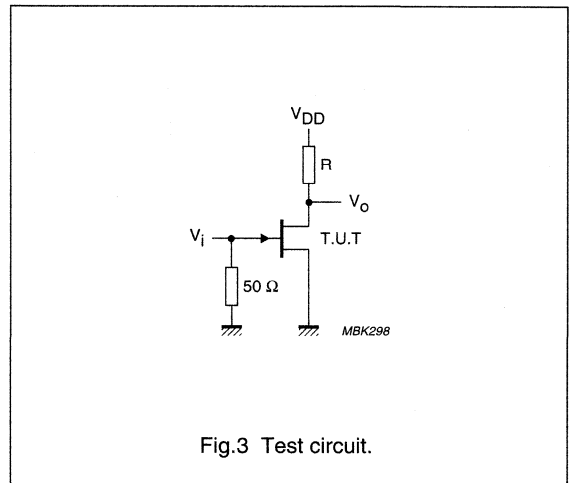 VDD
R
Vo
Vi
T.U.T
50 Ω
MBK298
Fig.3 Test circuit.